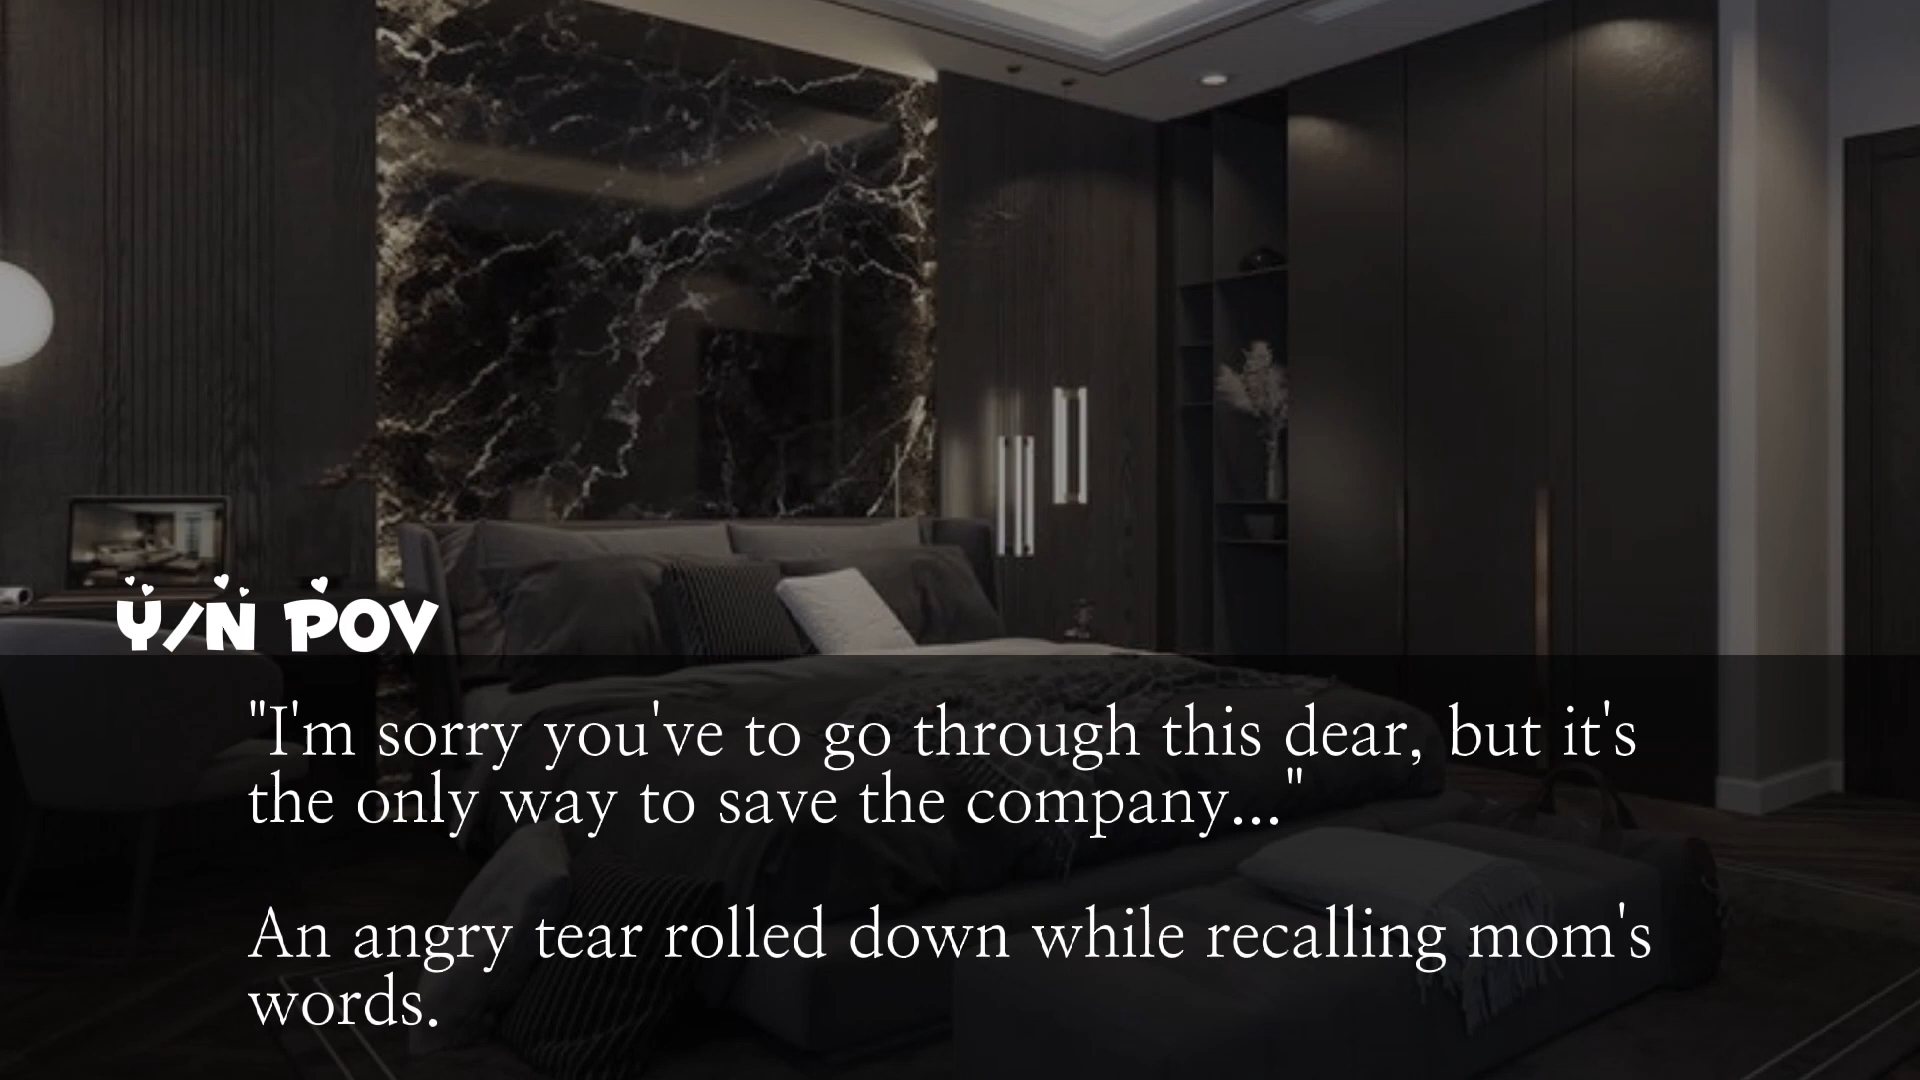 Y/N POV
"I'm sorry you've to go through this dear, but it's
the only way to save the company..."
An angry tear rolled down while recalling mom's
words.